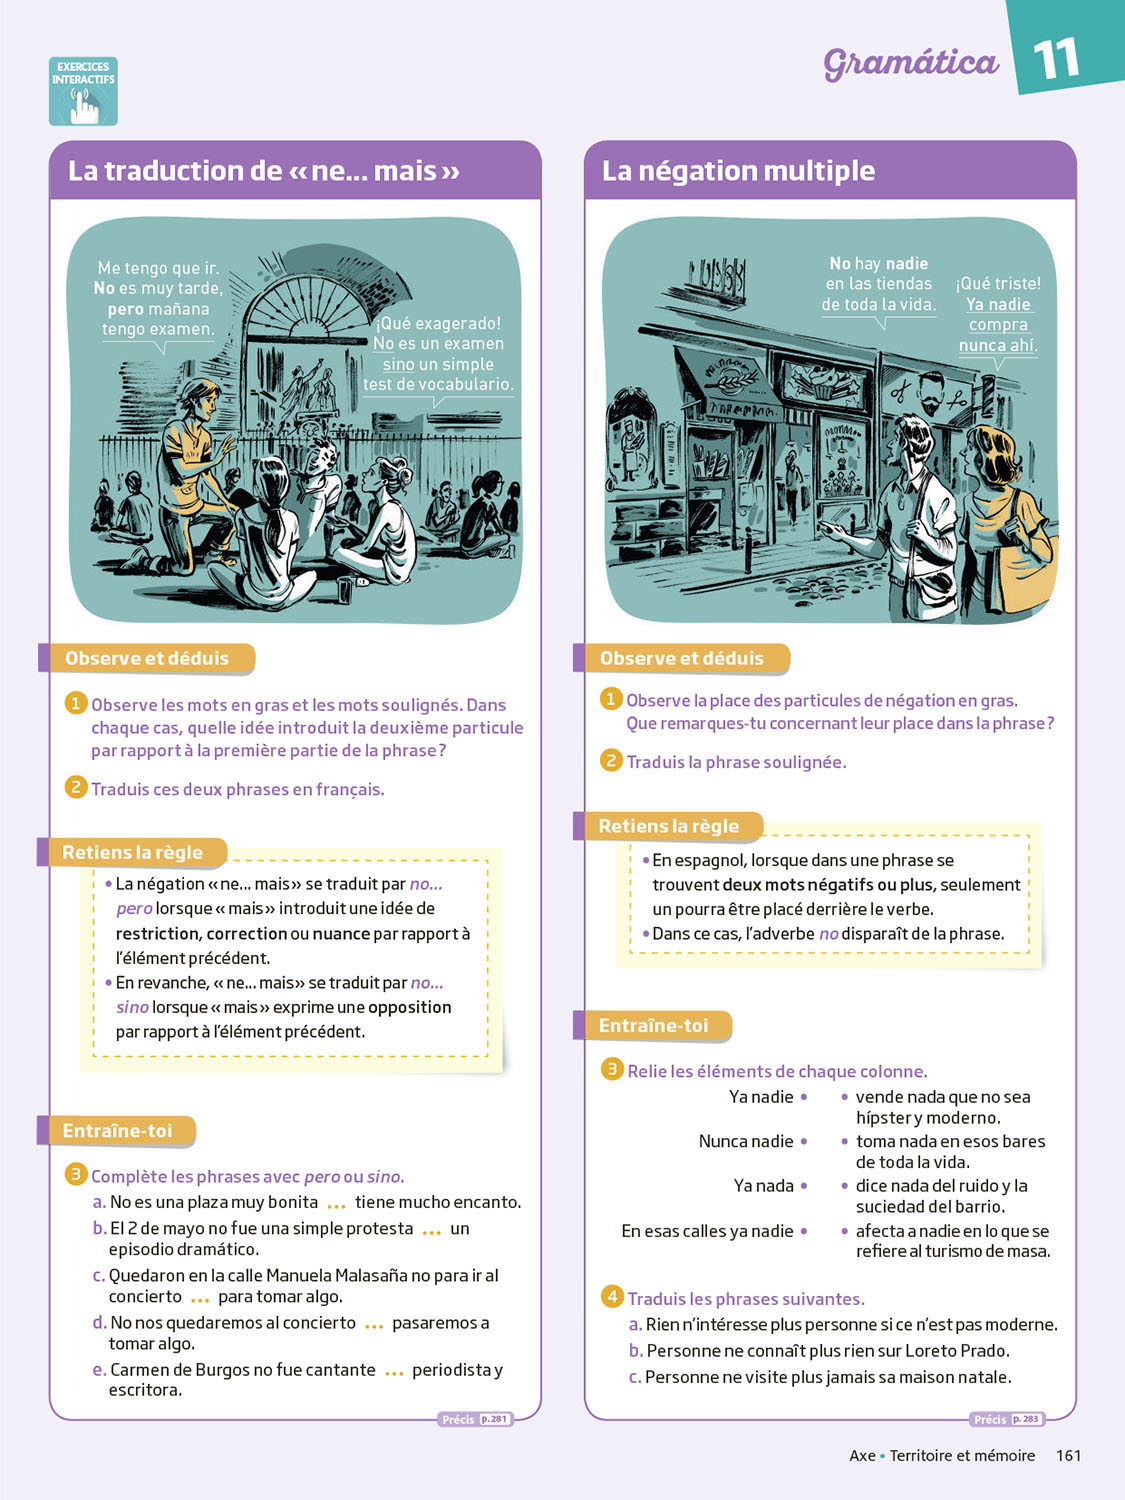 EXERCICES
INTERACTIFS
Gramática
11
La traduction de « ne... mais »
Me tengo que ir.
No es muy tarde,
pero mañana
tengo examen.
¡Qué exagerado!
No es un examen
sino un simple
test de vocabulario.
Observe et déduis
1 Observe les mots en gras et les mots soulignés. Dans
chaque cas, quelle idée introduit la deuxième particule
par rapport à la première partie de la phrase ?
2 Traduis ces deux phrases en français.
Retiens la règle
• La négation « ne... mais » se traduit par no...
pero lorsque « mais » introduit une idée de
restriction, correction ou nuance par rapport à
l'élément précédent.
• En revanche, « ne... mais » se traduit par no...
sino lorsque « mais » exprime une opposition
par rapport à l'élément précédent.
Entraîne-toi
3 Complète les phrases avec pero ou sino.
a. No es una plaza muy bonita ... tiene mucho encanto.
b. El 2 de mayo no fue una simple protesta ... un
episodio dramático.
c. Quedaron en la calle Manuela Malasaña no para ir al
concierto ... para tomar algo.
d. No nos quedaremos al concierto ... pasaremos a
tomar algo.
e. Carmen de Burgos no fue cantante ... periodista y
escritora.
Précis p. 281
La négation multiple
No hay nadie
en las tiendas
de toda la vida.
¡Qué triste!
Ya nadie
compra
nunca ahí.
Observe et déduis
1 Observe la place des particules de négation en gras.
Que remarques-tu concernant leur place dans la phrase ?
2 Traduis la phrase soulignée.
Retiens la règle
• En espagnol, lorsque dans une phrase se
trouvent deux mots négatifs ou plus, seulement
un pourra être placé derrière le verbe.
• Dans ce cas, l'adverbe no disparaît de la phrase.
Entraîne-toi
3 Relie les éléments de chaque colonne.
Ya nadie • • vende nada que no sea
hípster y moderno.
Nunca nadie • • toma nada en esos bares
de toda la vida.
Ya nada • • dice nada del ruido y la
suciedad del barrio.
En esas calles ya nadie • • afecta a nadie en lo que se
refiere al turismo de masa.
4 Traduis les phrases suivantes.
a. Rien n'intéresse plus personne si ce n'est pas moderne.
b. Personne ne connaît plus rien sur Loreto Prado.
c. Personne ne visite plus jamais sa maison natale.
Précis p. 283
Axe • Territoire et mémoire 161